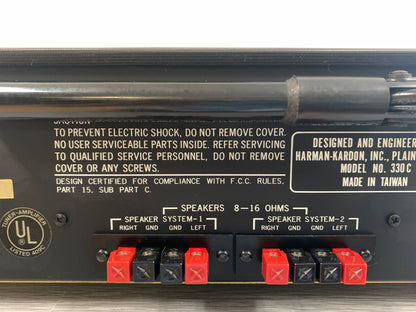 CAUTION
TO PREVENT ELECTRIC SHOCK, DO NOT REMOVE COVER.
NO USER SERVICEABLE PARTS INSIDE. REFER SERVICING
TO QUALIFIED SERVICE PERSONNEL, DO NOT REMOVE
COVER OR ANY SCREWS.
DESIGN CERTIFIED FOR COMPLIANCE WITH F.C.C. RULES,
PART 15, SUB PART C.
DESIGNED AND ENGINEER
HARMAN-KARDON, INC., PLAIN
MODEL NO. 330C
MADE IN TAIWAN
SPEAKERS 8–16 OHMS
SPEAKER SYSTEM-1
RIGHT GND GND LEFT
SPEAKER SYSTEM-2
RIGHT GND GND LEFT
TUNER-AMPLIFIER
UL
LISTED 409C